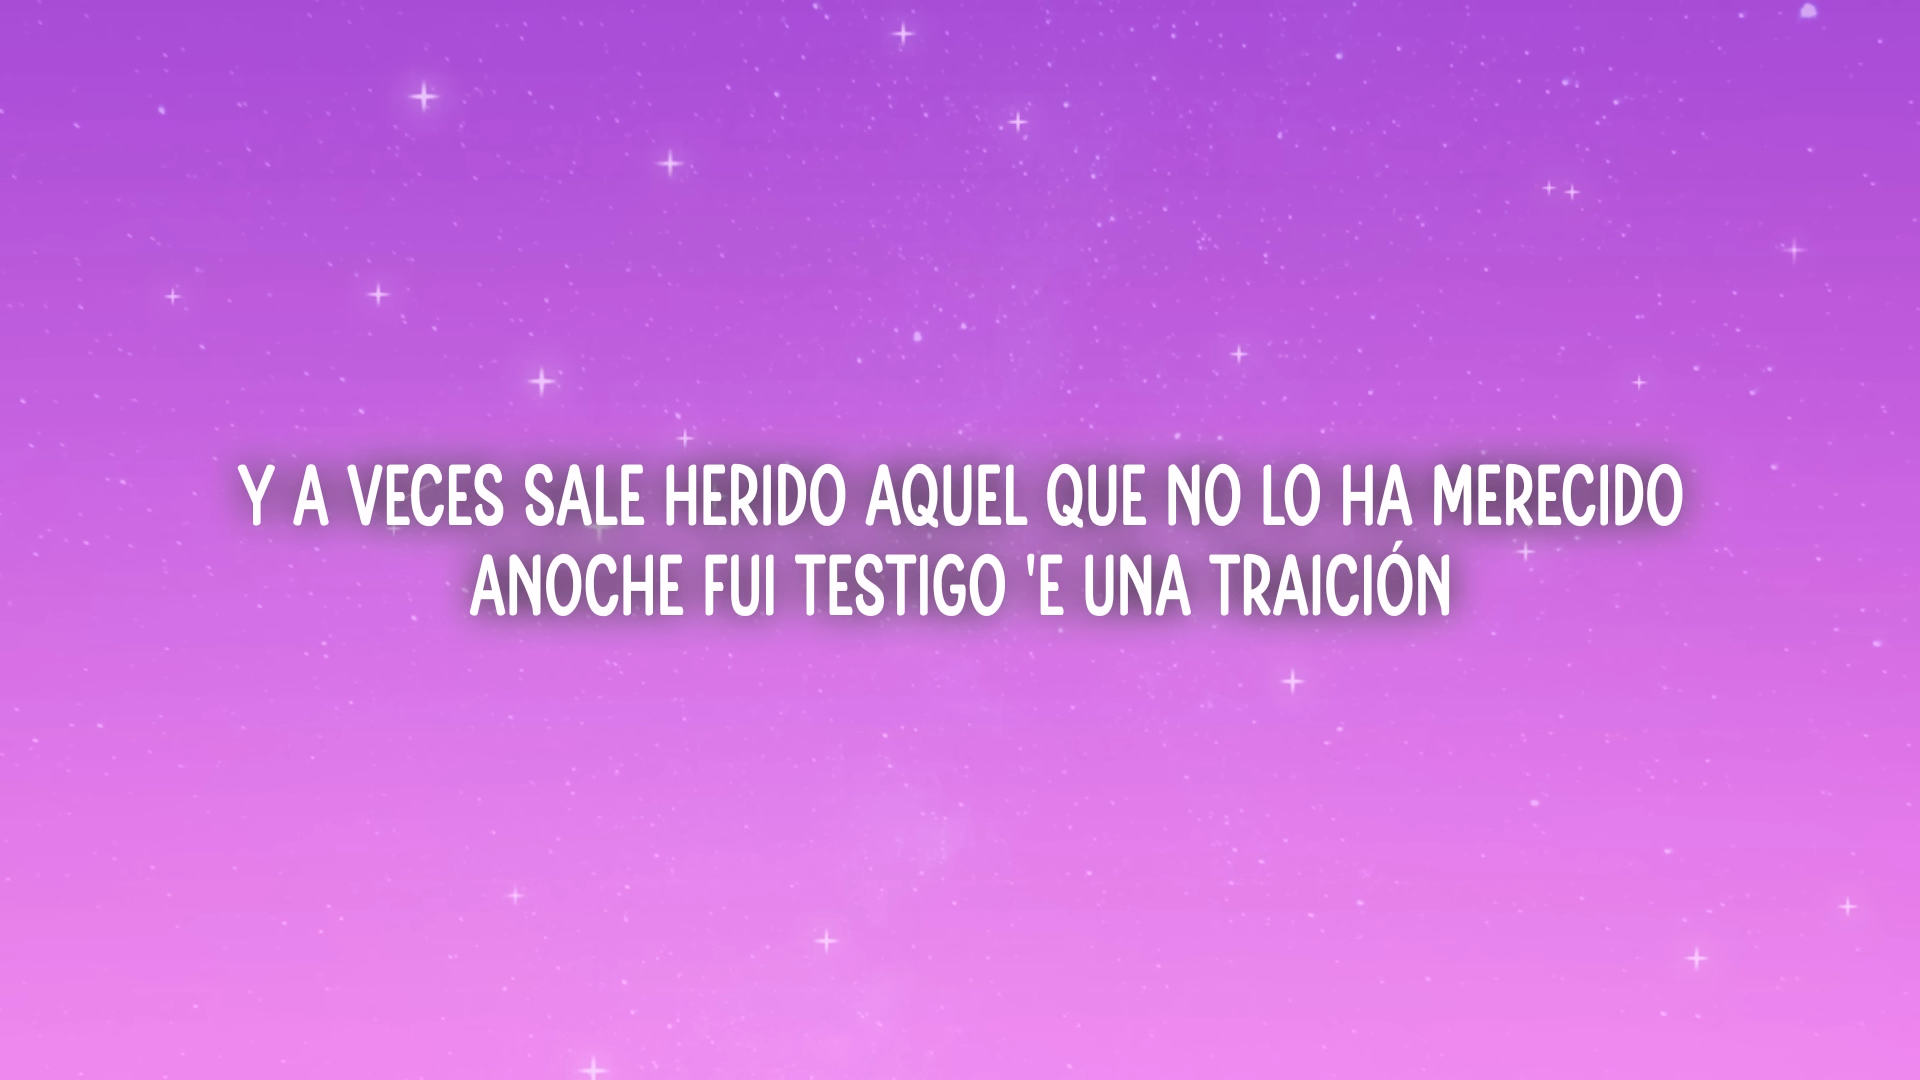 Y A VECES SALE HERIDO AQUEL QUE NO LO HA MERECIDO
ANOCHE FUI TESTIGO 'E UNA TRAICIÓN